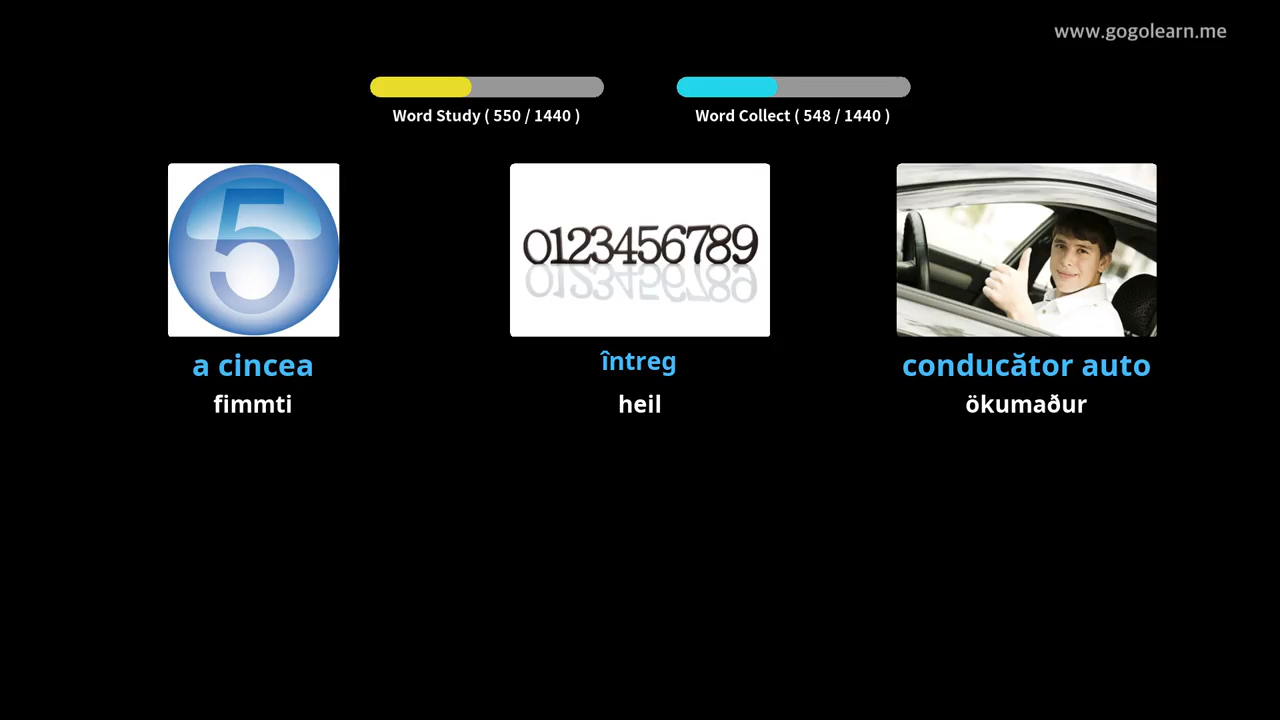 www.gogolearn.me
Word Study ( 550 / 1440 )
Word Collect ( 548 / 1440 )
5
0123456789
a cincea
întreg
conducător auto
fimmti
heil
ökumaður